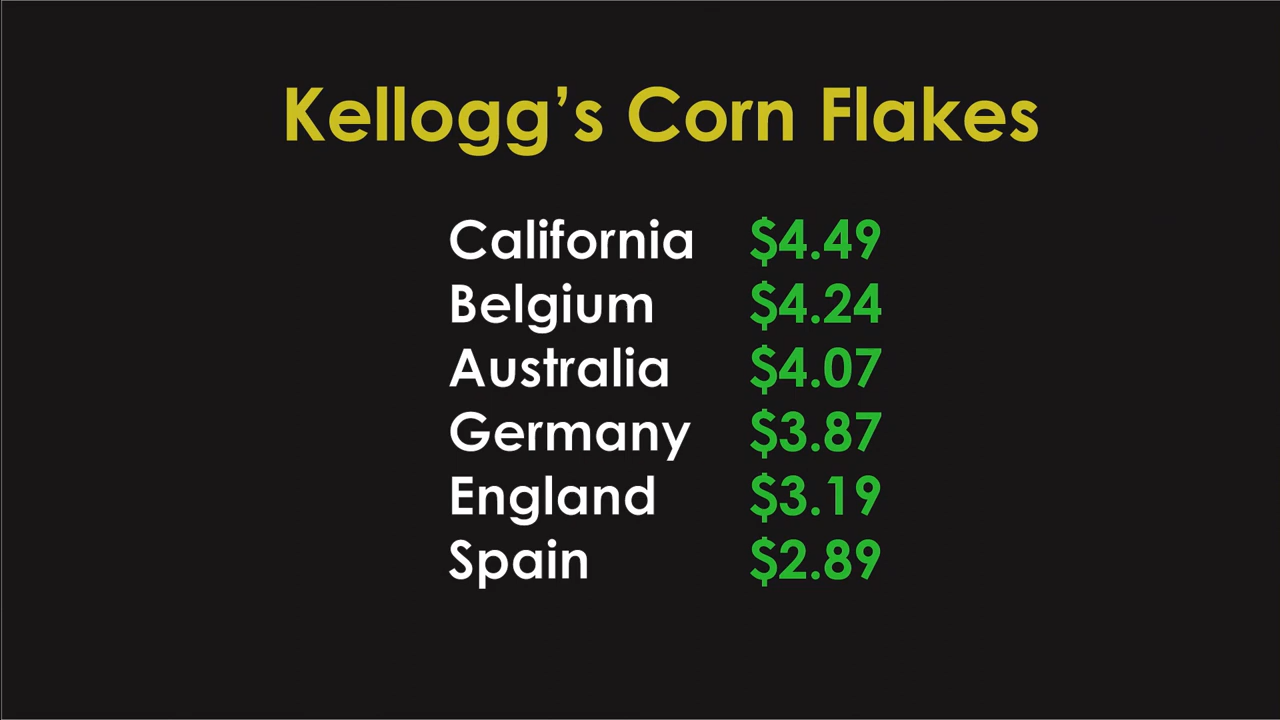 Kellogg’s Corn Flakes
California $4.49
Belgium $4.24
Australia $4.07
Germany $3.87
England $3.19
Spain $2.89